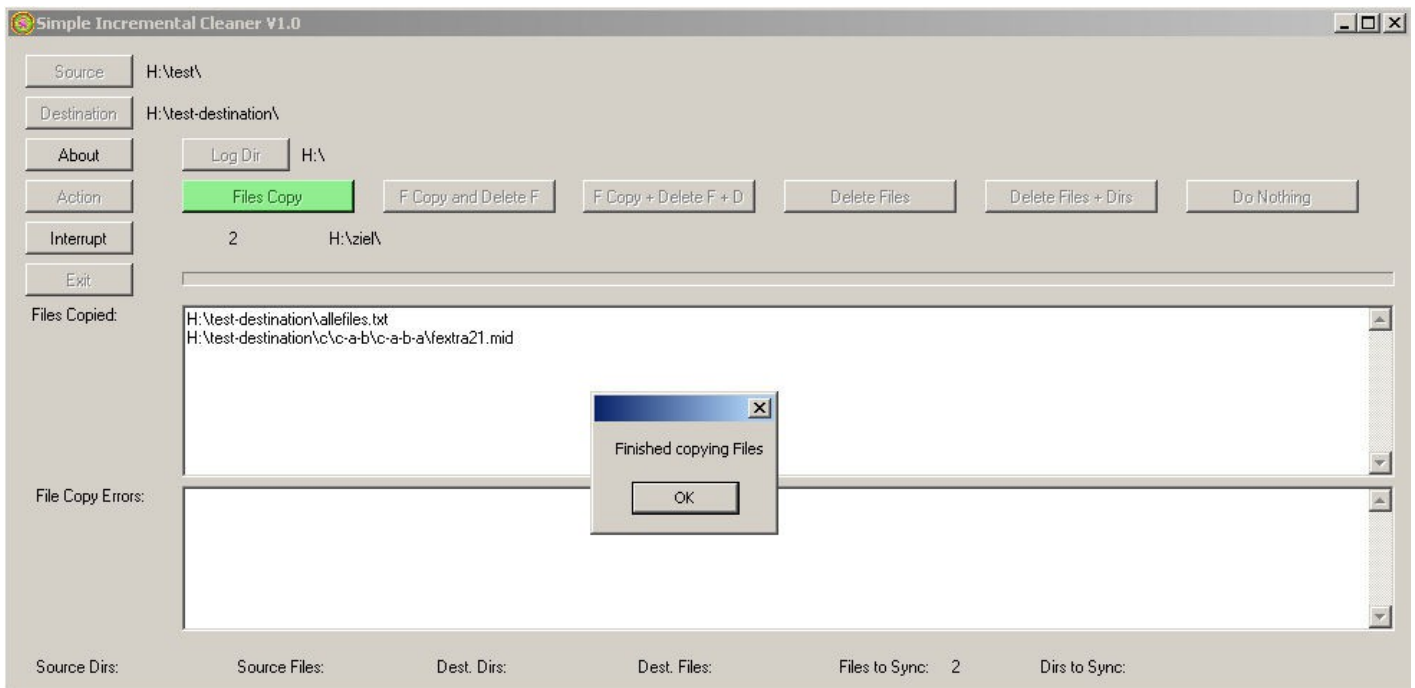 Simple Incremental Cleaner V1.0
Source H:\test\
Destination H:\test-destination\
About Log Dir H:\
Action Files Copy F Copy and Delete F F Copy + Delete F + D Delete Files Delete Files + Dirs Do Nothing
Interrupt 2 H:\ziel\
Exit
Files Copied:
H:\test-destination\allefiles.txt
H:\test-destination\c\c-a-b\c-a-b-a\fextra21.mid
Finished copying Files
OK
File Copy Errors:
Source Dirs: Source Files: Dest. Dirs: Dest. Files: Files to Sync: 2 Dirs to Sync: